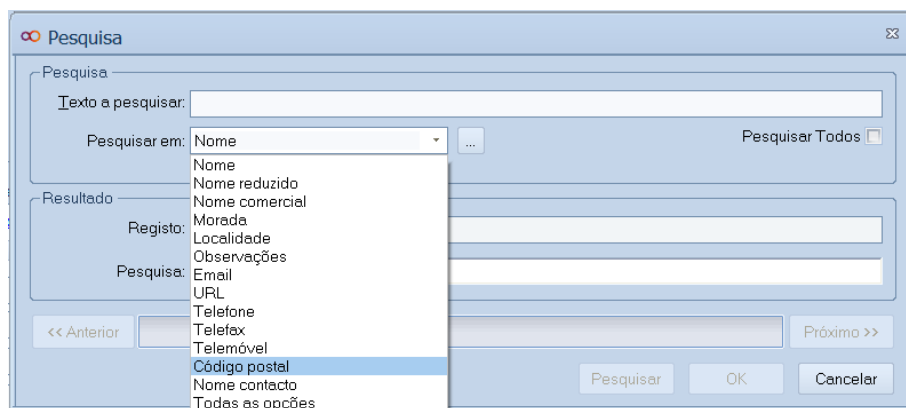 Pesquisa
Pesquisa
Texto a pesquisar:
Pesquisar em: Nome ... Pesquisar Todos
Nome
Nome reduzido
Nome comercial
Morada
Localidade
Observações
Email
URL
Telefone
Telefax
Telemóvel
Código postal
Nome contacto
Todas as opções
Resultado
Registo:
Pesquisa:
<< Anterior
Próximo >>
Pesquisar
OK
Cancelar